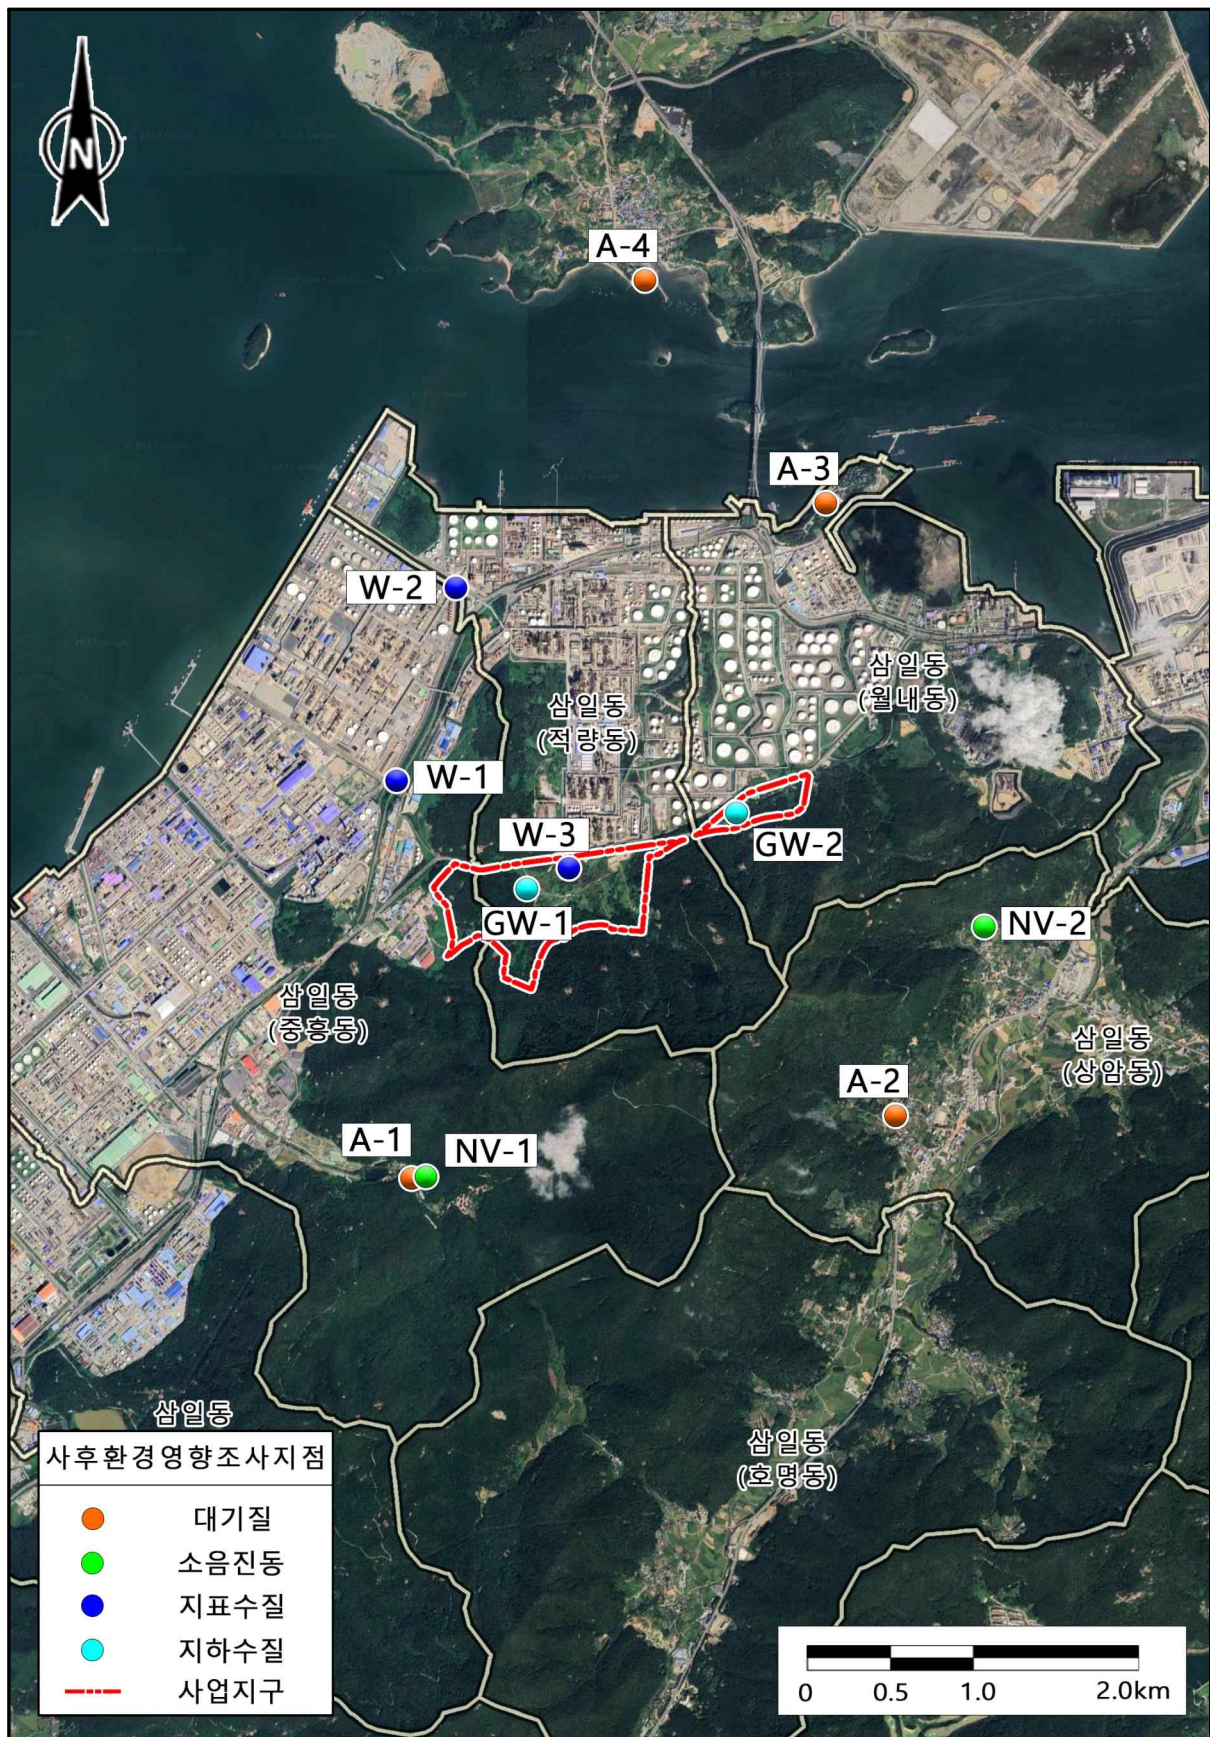 N
A-4
A-3
W-2
삼일동
(월내동)
삼일동
(적량동)
W-1
W-3
GW-2
GW-1
NV-2
삼일동
(중흥동)
삼일동
(상암동)
A-2
A-1
NV-1
삼일동
삼일동
(호명동)
사후환경영향조사지점
대기질
소음진동
지표수질
지하수질
사업지구
0 0.5 1.0 2.0km